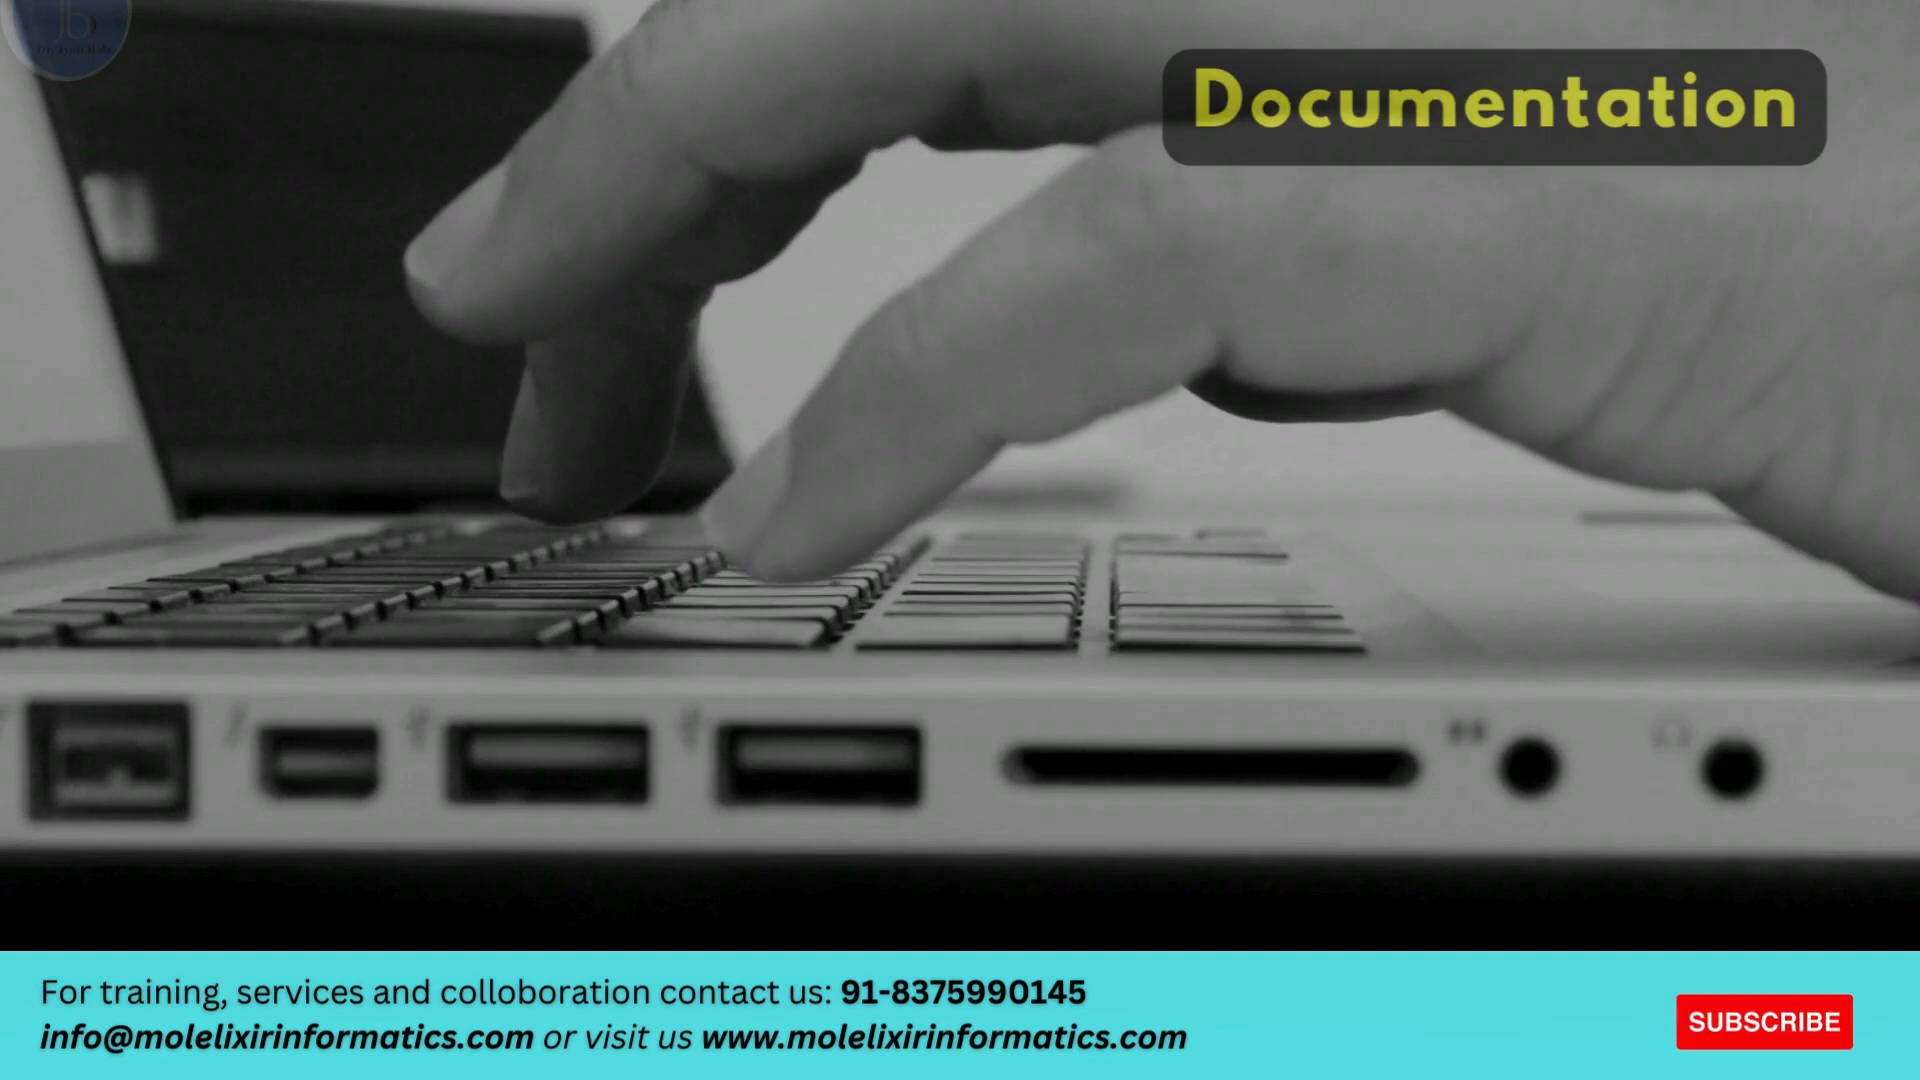 Documentation
For training, services and colloboration contact us: 91-8375990145
info@molelixirinformatics.com or visit us www.molelixirinformatics.com
SUBSCRIBE